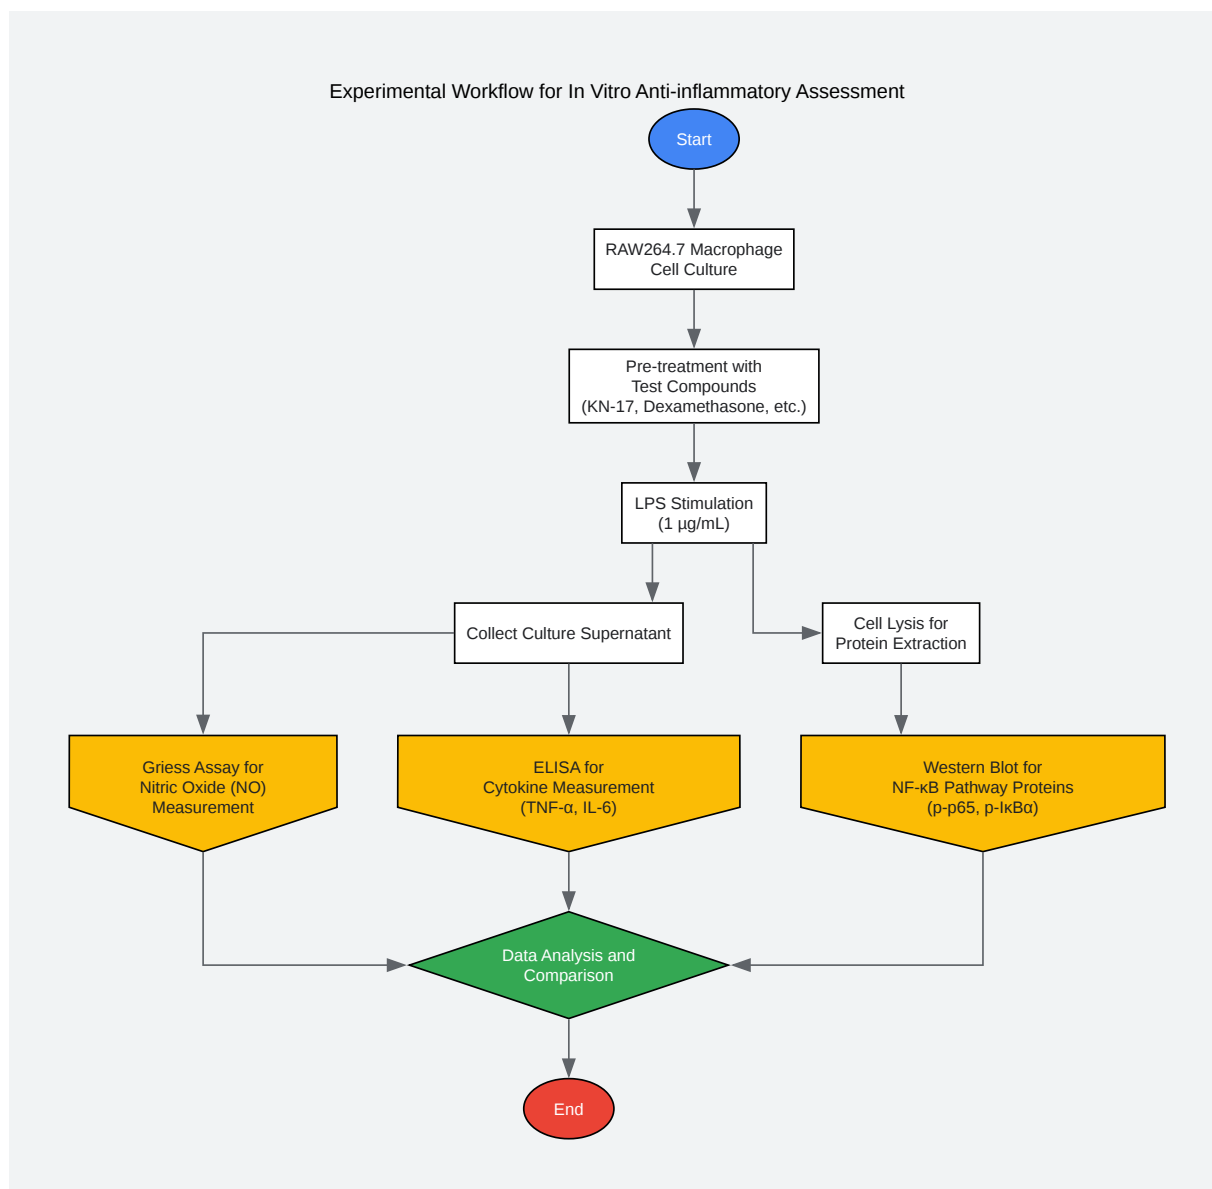 Experimental Workflow for In Vitro Anti-inflammatory Assessment
Start
RAW264.7 Macrophage
Cell Culture
Pre-treatment with
Test Compounds
(KN-17, Dexamethasone, etc.)
LPS Stimulation
(1 µg/mL)
Collect Culture Supernatant
Cell Lysis for
Protein Extraction
Griess Assay for
Nitric Oxide (NO)
Measurement
ELISA for
Cytokine Measurement
(TNF-α, IL-6)
Western Blot for
NF-κB Pathway Proteins
(p-p65, p-IκBα)
Data Analysis and
Comparison
End